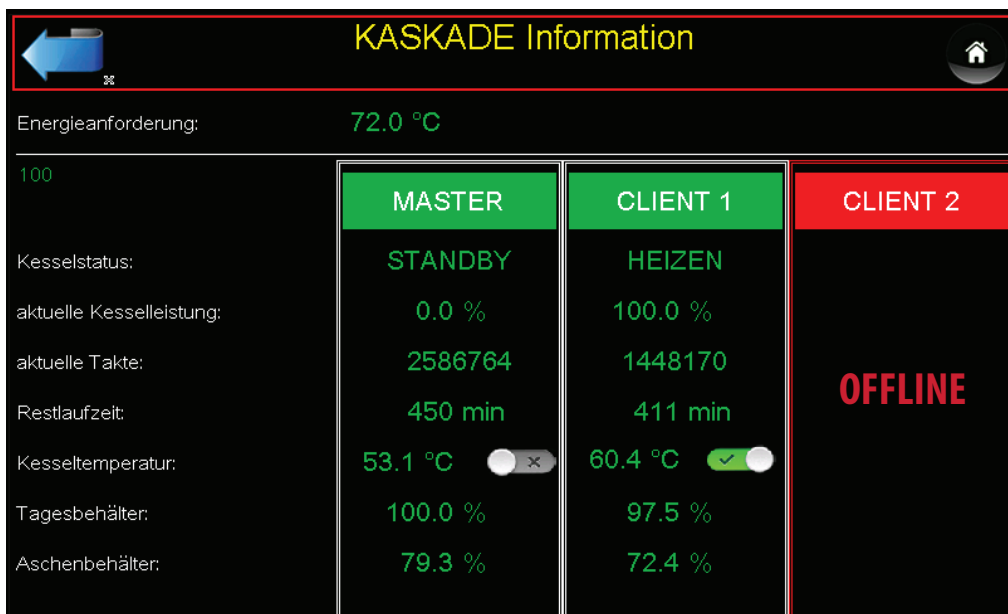 KASKADE Information
Energieanforderung: 72.0 °C
100
MASTER CLIENT 1 CLIENT 2
Kesselstatus: STANDBY HEIZEN
aktuelle Kesselleistung: 0.0 % 100.0 %
aktuelle Takte: 2586764 1448170
OFFLINE
Restlaufzeit: 450 min 411 min
Kesseltemperatur: 53.1 °C 60.4 °C
Tagesbehälter: 100.0 % 97.5 %
Aschenbehälter: 79.3 % 72.4 %